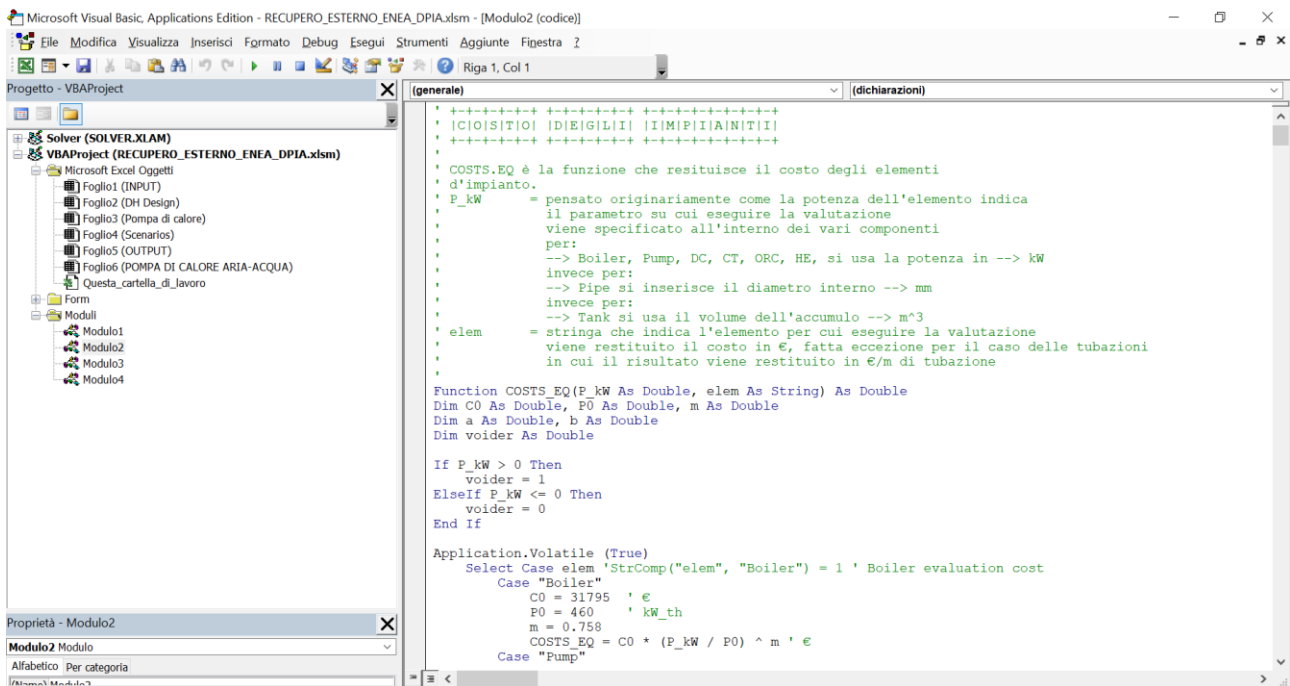 Microsoft Visual Basic, Applications Edition - RECUPERO_ESTERNO_ENEA_DPIA.xlsm - [Modulo2 (codice)]
File Modifica Visualizza Inserisci Formato Debug Esegui Strumenti Aggiunte Finestra ?
Riga 1, Col 1
Progetto - VBAProject
Solver (SOLVER.XLAM)
VBAProject (RECUPERO_ESTERNO_ENEA_DPIA.xlsm)
Microsoft Excel Oggetti
Foglio1 (INPUT)
Foglio2 (DH Design)
Foglio3 (Pompa di calore)
Foglio4 (Scenarios)
Foglio5 (OUTPUT)
Foglio6 (POMPA DI CALORE ARIA-ACQUA)
Questa_cartella_di_lavoro
Form
Moduli
Modulo1
Modulo2
Modulo3
Modulo4
Proprietà - Modulo2
Modulo2 Modulo
Alfabetico Per categoria
(Name) Modulo2
(generale) (dichiarazioni)
' +-+-+-+-+-+ +-+-+-+-+-+ +-+-+-+-+-+-+-+-+
' |C|O|S|T|O| |D|E|G|L|I| |I|M|P|I|A|N|T|I|
' +-+-+-+-+-+ +-+-+-+-+-+ +-+-+-+-+-+-+-+-+
'
' COSTS.EQ è la funzione che resituisce il costo degli elementi
' d'impianto.
' P_kW = pensato originariamente come la potenza dell'elemento indica
' il parametro su cui eseguire la valutazione
' viene specificato all'interno dei vari componenti
' per:
' --> Boiler, Pump, DC, CT, ORC, HE, si usa la potenza in --> kW
' invece per:
' --> Pipe si inserisce il diametro interno --> mm
' invece per:
' --> Tank si usa il volume dell'accumulo --> m^3
' elem = stringa che indica l'elemento per cui eseguire la valutazione
' viene restituito il costo in €, fatta eccezione per il caso delle tubazioni
' in cui il risultato viene restituito in €/m di tubazione
'
Function COSTS_EQ(P_kW As Double, elem As String) As Double
Dim C0 As Double, P0 As Double, m As Double
Dim a As Double, b As Double
Dim voider As Double
If P_kW > 0 Then
voider = 1
ElseIf P_kW <= 0 Then
voider = 0
End If
Application.Volatile (True)
Select Case elem 'StrComp("elem", "Boiler") = 1 ' Boiler evaluation cost
Case "Boiler"
C0 = 31795 ' €
P0 = 460 ' kW_th
m = 0.758
COSTS_EQ = C0 * (P_kW / P0) ^ m ' €
Case "Pump"